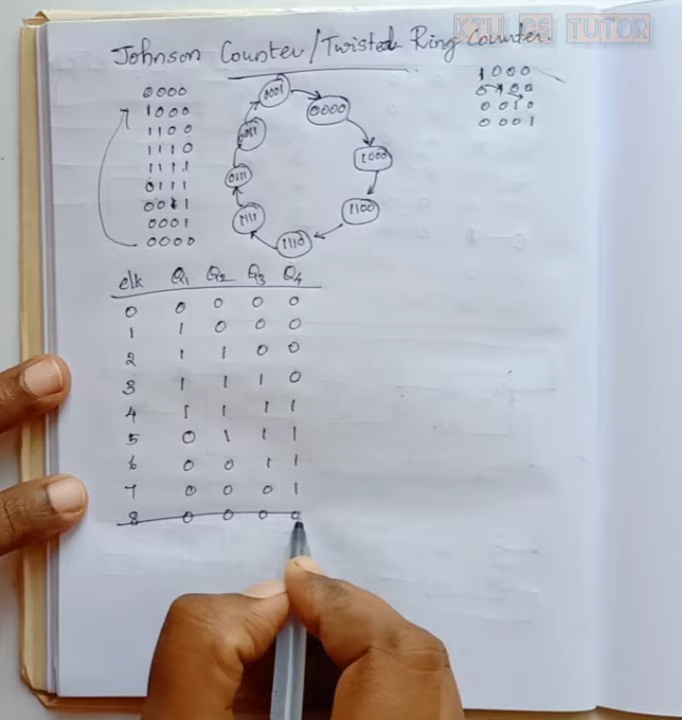 KTU CS TUTOR
Johnson Counter/Twisted Ring Counter.
0000
1000
1100
1110
1111
0111
0011
0001
0000
0001
0000
1000
1100
1110
1111
0111
0011
1000
0100
0010
0001
clk Q1 Q2 Q3 Q4
0 0 0 0 0
1 1 0 0 0
2 1 1 0 0
3 1 1 1 0
4 1 1 1 1
5 0 1 1 1
6 0 0 1 1
7 0 0 0 1
8 0 0 0 0